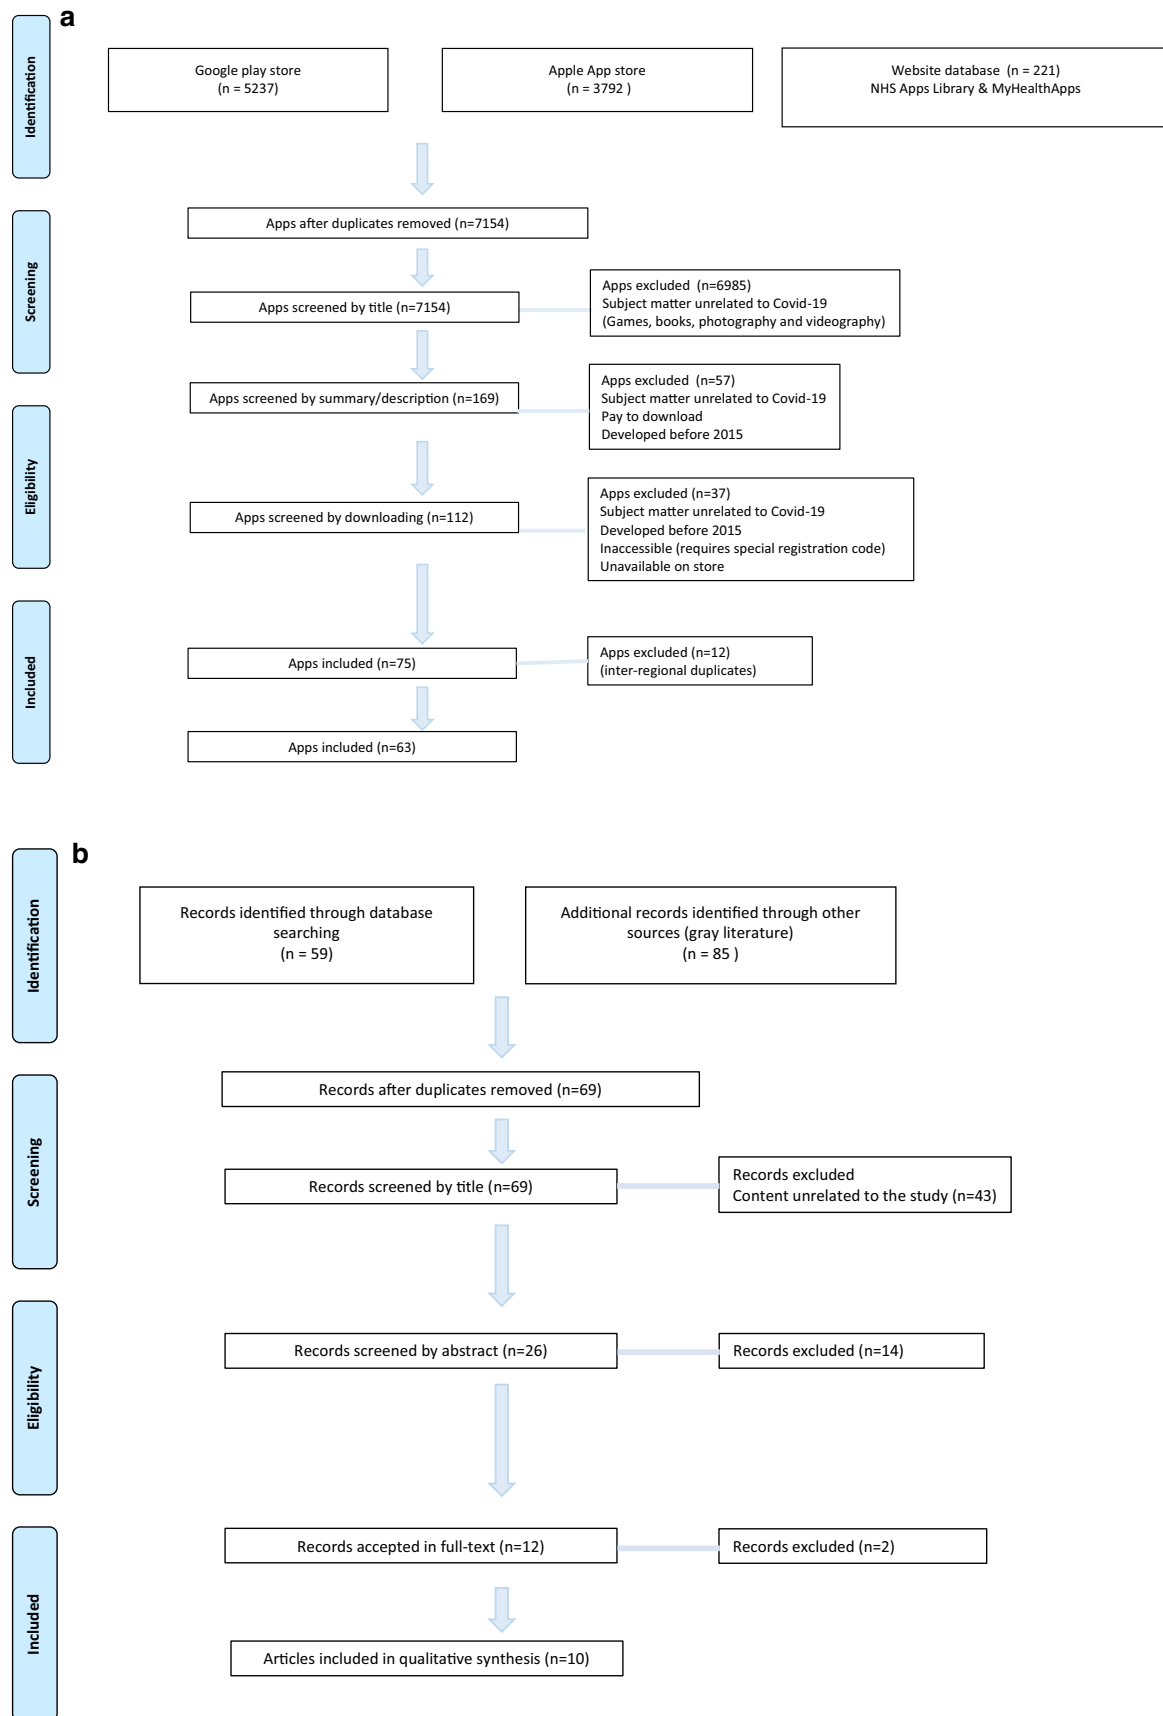 a
Identification
Google play store
(n = 5237)
Apple App store
(n = 3792 )
Website database  (n = 221)
NHS Apps Library & MyHealthApps
Screening
Apps after duplicates removed (n=7154)
Apps screened by title (n=7154)
Apps excluded  (n=6985)
Subject matter unrelated to Covid-19
(Games, books, photography and videography)
Apps screened by summary/description (n=169)
Apps excluded  (n=57)
Subject matter unrelated to Covid-19
Pay to download
Developed before 2015
Eligibility
Apps screened by downloading (n=112)
Apps excluded (n=37)
Subject matter unrelated to Covid-19
Developed before 2015
Inaccessible (requires special registration code)
Unavailable on store
Included
Apps included (n=75)
Apps excluded (n=12)
(inter-regional duplicates)
Apps included (n=63)
b
Identification
Records identified through database
searching
(n = 59)
Additional records identified through other
sources (gray literature)
(n = 85 )
Screening
Records after duplicates removed (n=69)
Records screened by title (n=69)
Records excluded
Content unrelated to the study (n=43)
Eligibility
Records screened by abstract (n=26)
Records excluded (n=14)
Included
Records accepted in full-text (n=12)
Records excluded (n=2)
Articles included in qualitative synthesis (n=10)